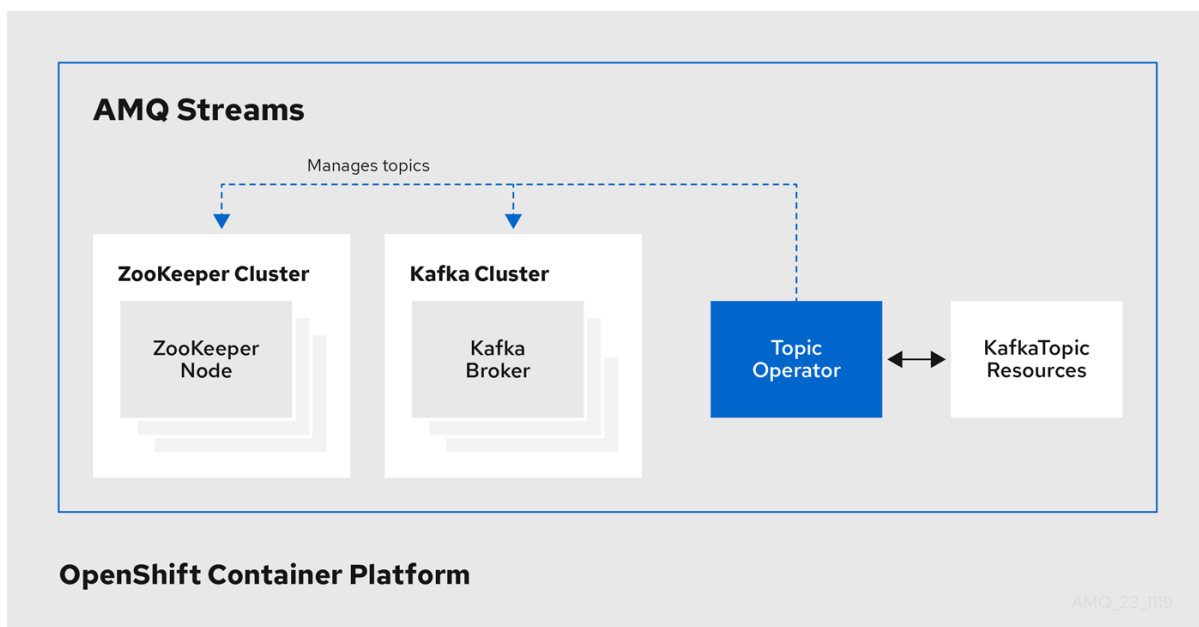 AMQ Streams
Manages topics
ZooKeeper Cluster
ZooKeeper
Node
Kafka Cluster
Kafka
Broker
Topic
Operator
KafkaTopic
Resources
OpenShift Container Platform
AMQ_23_1119